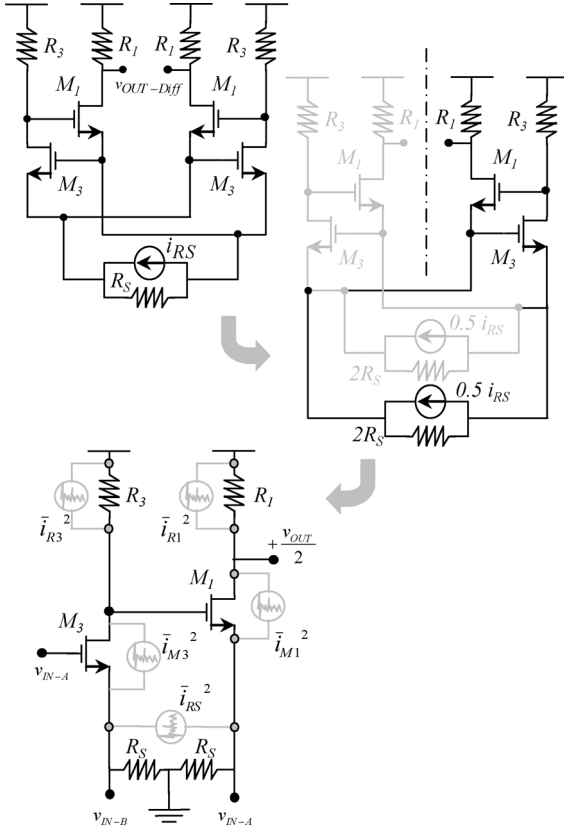 R3 R1 R1 R3
vOUT-Diff
M1 M1
M3 M3
iRS
RS
R3 R1 R1 R3
M1 M1
M3 M3
0.5 iRS
2RS
0.5 iRS
2RS
R3 R1
īR3² īR1²
+ vOUT/2
M1
M3
īM3² īM1²
vIN-A
īRS²
RS RS
vIN-B vIN-A